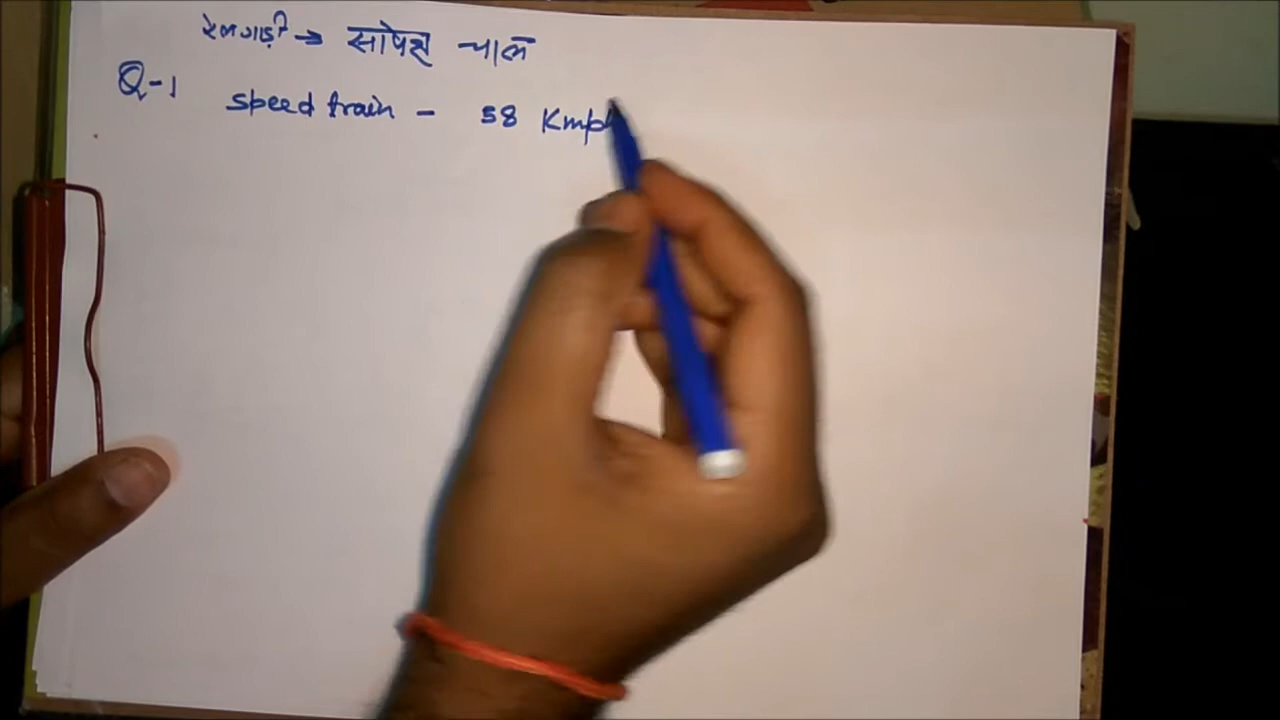 रेलगाड़ी → सापेक्ष चाल
Q-1 speed train - 58 Kmph